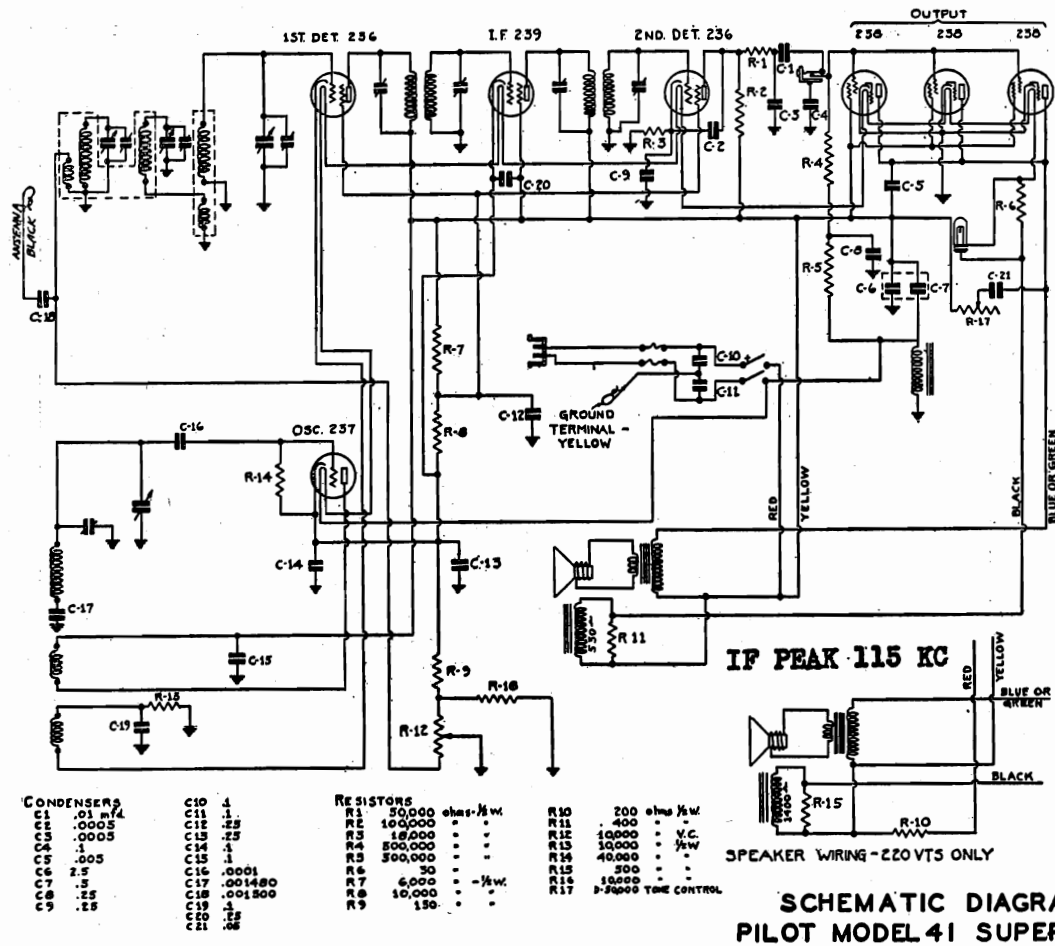 OUTPUT
1ST. DET. 236
I.F 239
2ND. DET. 236
238
238
238
R-1
C-1
R-2
C-3
C-4
R-3
C-2
C-9
C-20
R-4
C-5
R-6
ANTENNA
BLACK
C-18
R-5
C-8
C-6
C-7
C-21
R-17
R-7
C-10
+
C-11
C-12
GROUND
TERMINAL -
YELLOW
R-8
C-16
OSC. 237
R-14
RED
YELLOW
BLACK
BLUE OR GREEN
C-14
C-13
C-17
C-15
R 11
IF PEAK 115 KC
R-9
R-16
R-13
C-19
R-12
RED
YELLOW
BLUE OR
GREEN
BLACK
R-15
R-10
SPEAKER WIRING - 220 VTS ONLY
CONDENSERS
C1 .01 mfd
C2 .0005
C3 .0005
C4 .1
C5 .005
C6 2.5
C7 .5
C8 .25
C9 .25
C10 .1
C11 .1
C12 .25
C13 .25
C14 .1
C15 .1
C16 .0001
C17 .001480
C18 .001500
C19 .1
C20 .25
C21 .05
RESISTORS
R1 50,000 ohms-½W.
R2 100,000 " "
R3 18,000 " "
R4 500,000 " "
R5 300,000 " "
R6 30 "
R7 6,000 " -½W.
R8 10,000 " "
R9 150 " "
R10 200 ohms ½W.
R11 400 " "
R12 10,000 " V.C.
R13 10,000 " ½W
R14 40,000 " "
R15 500 " "
R16 10,000 " "
R17 50000 TONE CONTROL
SCHEMATIC DIAGRA
PILOT MODEL 41 SUPER